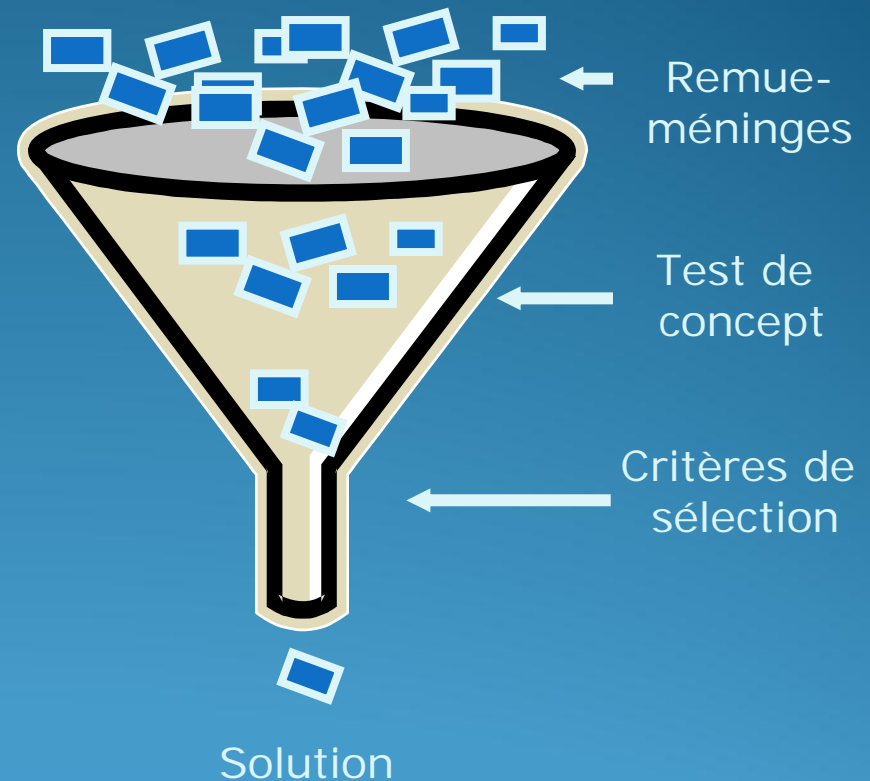 Remue-
méninges
Test de
concept
Critères de
sélection
Solution